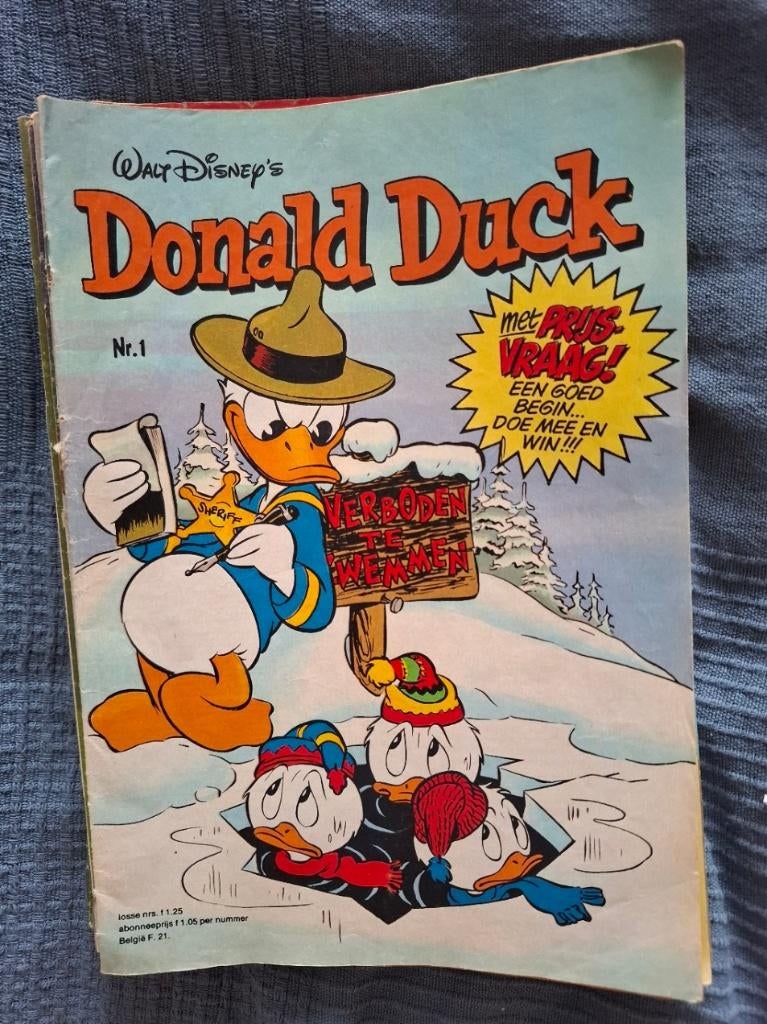 WALT DISNEY'S
Donald Duck
Nr.1
met PRIJS-
VRAAG!
EEN GOED
BEGIN...
DOE MEE EN
WIN!!!
SHERIFF
VERBODEN
TE
ZWEMMEN
losse nrs. f 1.25
abonneeprijs f 1.05 per nummer
België F. 21.